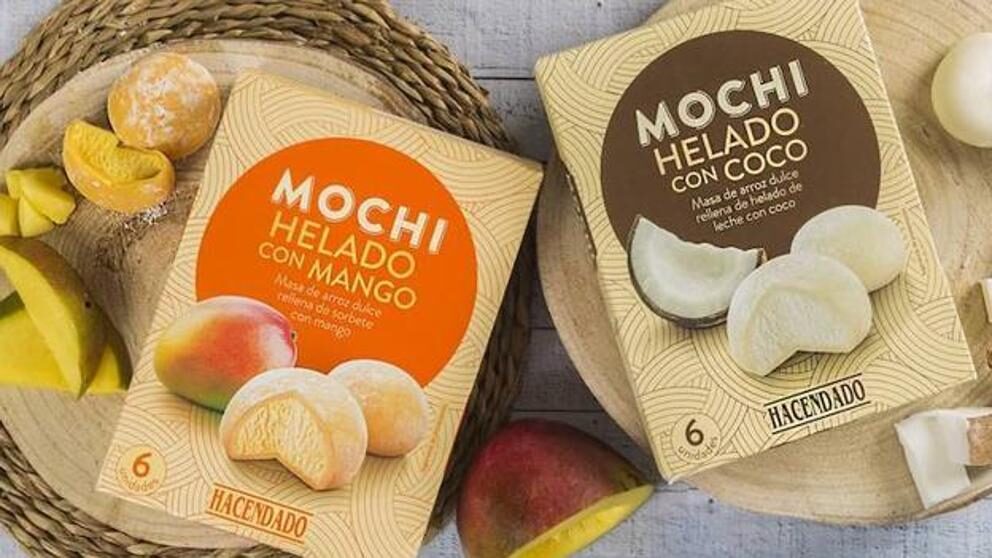 MOCHI
HELADO
CON MANGO
Masa de arroz dulce
rellena de sorbete
con mango
6
unidades
HACENDADO
MOCHI
HELADO
CON COCO
Masa de arroz dulce
rellena de helado de
leche con coco
6
unidades
HACENDADO